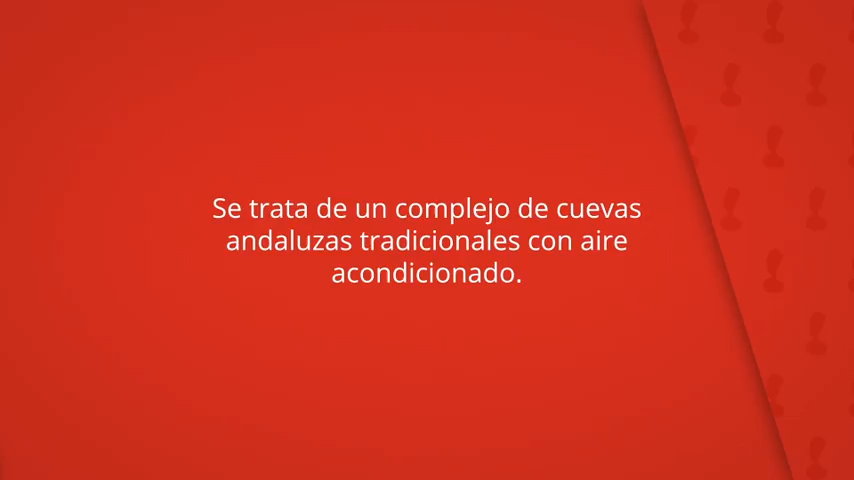 Se trata de un complejo de cuevas
andaluzas tradicionales con aire
acondicionado.